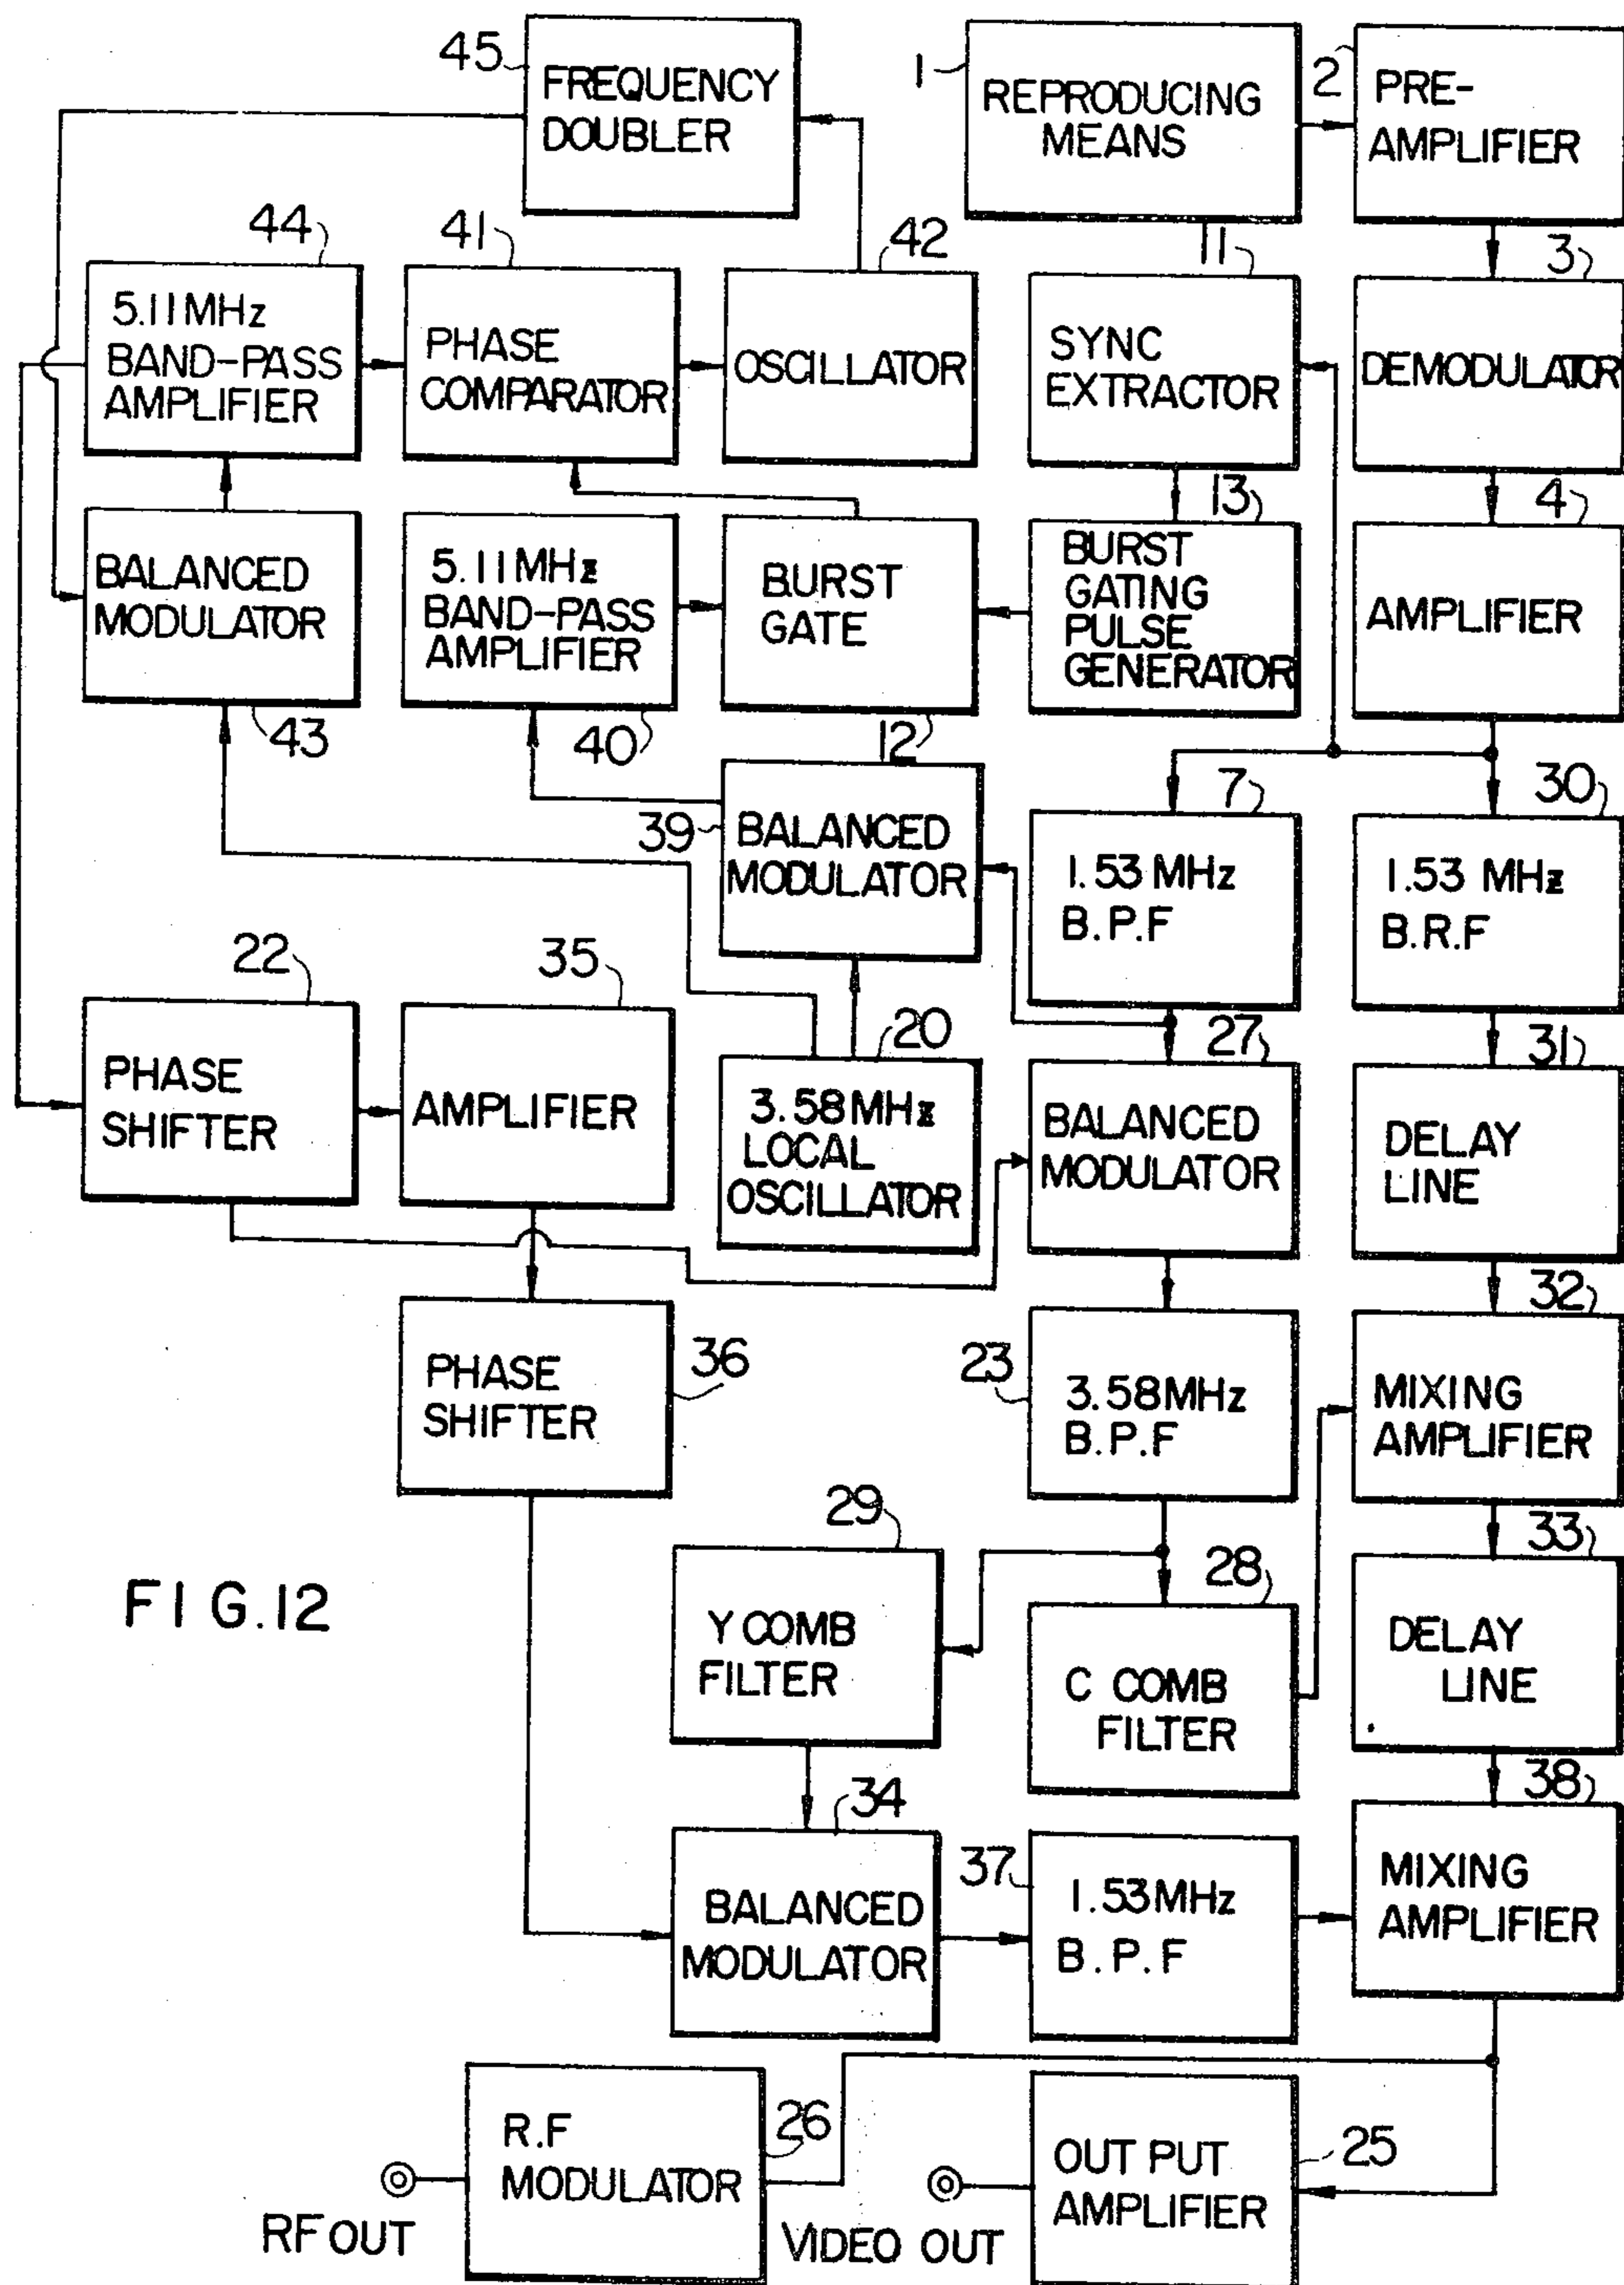 45
FREQUENCY
DOUBLER
1
REPRODUCING
MEANS
2
PRE-
AMPLIFIER
44
5.11MHz
BAND-PASS
AMPLIFIER
41
PHASE
COMPARATOR
42
OSCILLATOR
11
SYNC
EXTRACTOR
3
DEMODULATOR
BALANCED
MODULATOR
43
5.11MHz
BAND-PASS
AMPLIFIER
40
BURST
GATE
12
13
BURST
GATING
PULSE
GENERATOR
4
AMPLIFIER
39
BALANCED
MODULATOR
7
1.53 MHz
B.P.F
30
1.53 MHz
B.R.F
22
PHASE
SHIFTER
35
AMPLIFIER
20
3.58MHz
LOCAL
OSCILLATOR
27
BALANCED
MODULATOR
31
DELAY
LINE
PHASE
SHIFTER
36
23
3.58MHz
B.P.F
32
MIXING
AMPLIFIER
FIG.12
29
Y COMB
FILTER
28
C COMB
FILTER
33
DELAY
LINE
34
BALANCED
MODULATOR
37
1.53MHz
B.P.F
38
MIXING
AMPLIFIER
RF OUT
R.F
MODULATOR
26
VIDEO OUT
OUT PUT
AMPLIFIER
25